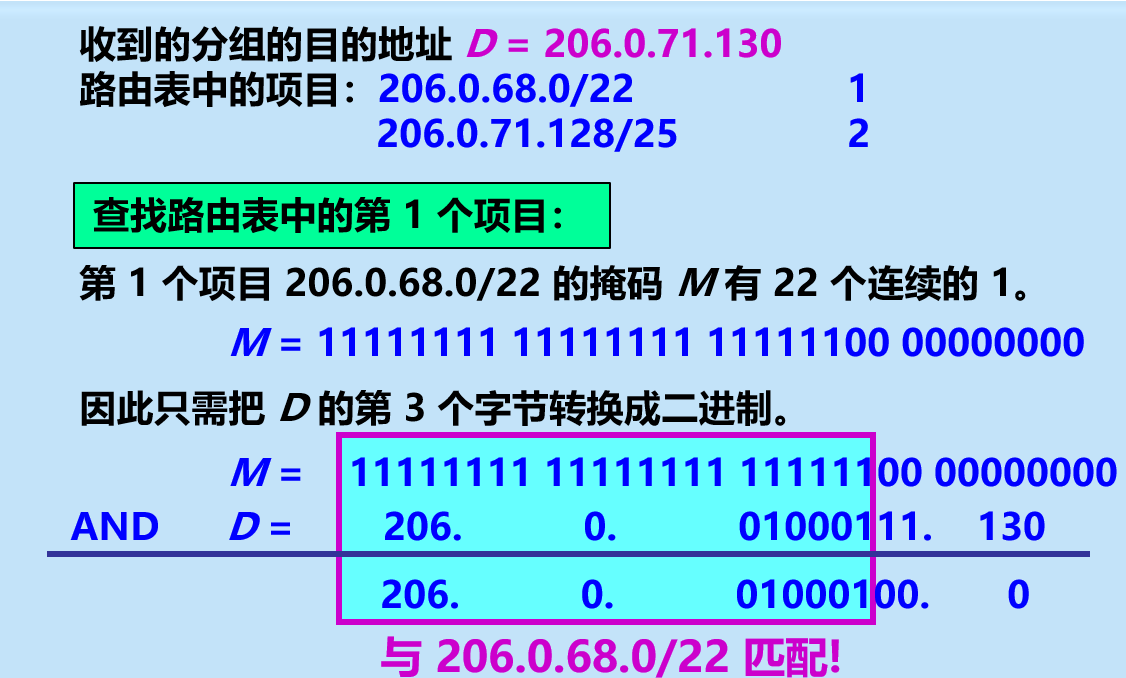 收到的分组的目的地址 D = 206.0.71.130
路由表中的项目：206.0.68.0/22 1
206.0.71.128/25 2
查找路由表中的第 1 个项目：
第 1 个项目 206.0.68.0/22 的掩码 M 有 22 个连续的 1。
M = 11111111 11111111 11111100 00000000
因此只需把 D 的第 3 个字节转换成二进制。
M = 11111111 11111111 11111100 00000000
AND D = 206. 0. 01000111. 130
206. 0. 01000100. 0
与 206.0.68.0/22 匹配!